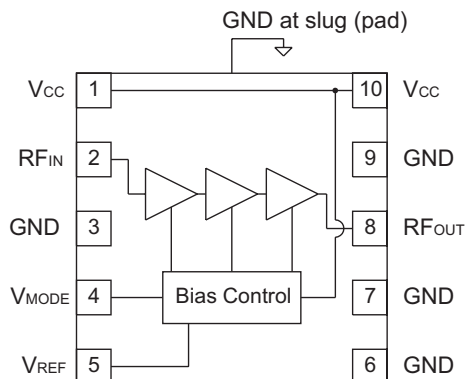 GND at slug (pad)
VCC 1 10 VCC
RFIN 2 9 GND
GND 3 8 RFOUT
VMODE 4 Bias Control 7 GND
VREF 5 6 GND